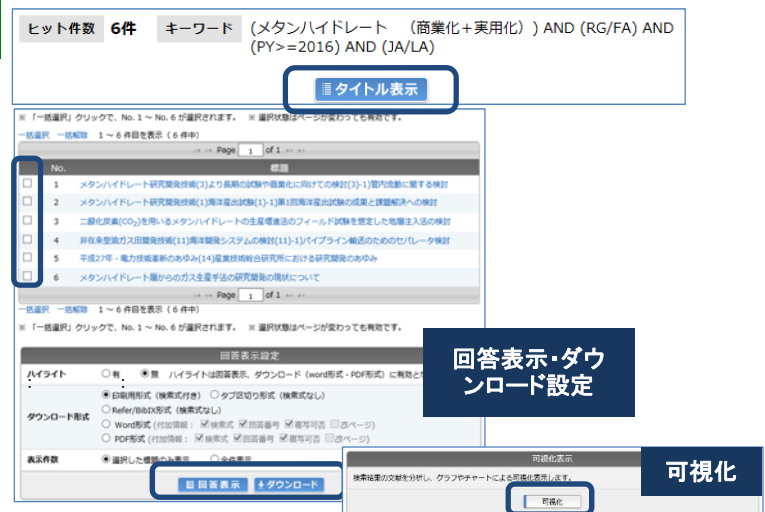 ヒット件数 6件 キーワード (メタンハイドレート （商業化＋実用化）) AND (RG/FA) AND
(PY>=2016) AND (JA/LA)
タイトル表示
※ 「一括選択」クリックで、No. 1 ～ No. 6 が選択されます。 ※ 選択状態はページが変わっても有効です。
一括選択 一括解除 1 ～ 6 件目を表示（ 6 件中）
Page 1 of 1
No. 標題
1 メタンハイドレート研究開発技術(3)より長期の試験や商業化に向けての検討(3)-1)管内流動に関する検討
2 メタンハイドレート研究開発技術(1)海洋産出試験(1)-1)第1回海洋産出試験の成果と課題解決への検討
3 二酸化炭素(CO₂)を用いるメタンハイドレートの生産増進法のフィールド試験を想定した地層注入法の検討
4 非在来型資源ガス田開発技術(11)海洋開発システムの検討(11)-1)パイプライン輸送のためのセパレータ検討
5 平成27年・電力技術革新のあゆみ(14)産業技術総合研究所における研究開発のあゆみ
6 メタンハイドレート層からのガス生産手法の研究開発の現状について
Page 1 of 1
一括選択 一括解除 1 ～ 6 件目を表示（ 6 件中）
※ 「一括選択」クリックで、No. 1 ～ No. 6 が選択されます。 ※ 選択状態はページが変わっても有効です。
回答表示・ダウ
ンロード設定
回答表示設定
ハイライト 有 無 ハイライトは回答表示、ダウンロード（word形式・PDF形式）に有効と
ダウンロード形式 印刷用形式（検索式付き） タブ区切り形式（検索式なし）
Refer/BibIX形式（検索式なし）
Word形式 (付加情報： 検索式 回答番号 複写可否 改ページ)
PDF形式 (付加情報： 検索式 回答番号 複写可否 改ページ)
表示件数 選択した標題のみ表示 全件表示
回答表示 ダウンロード
可視化表示
可視化
検索結果の文献を分析し、グラフやチャートによる可視化表示します。
可視化